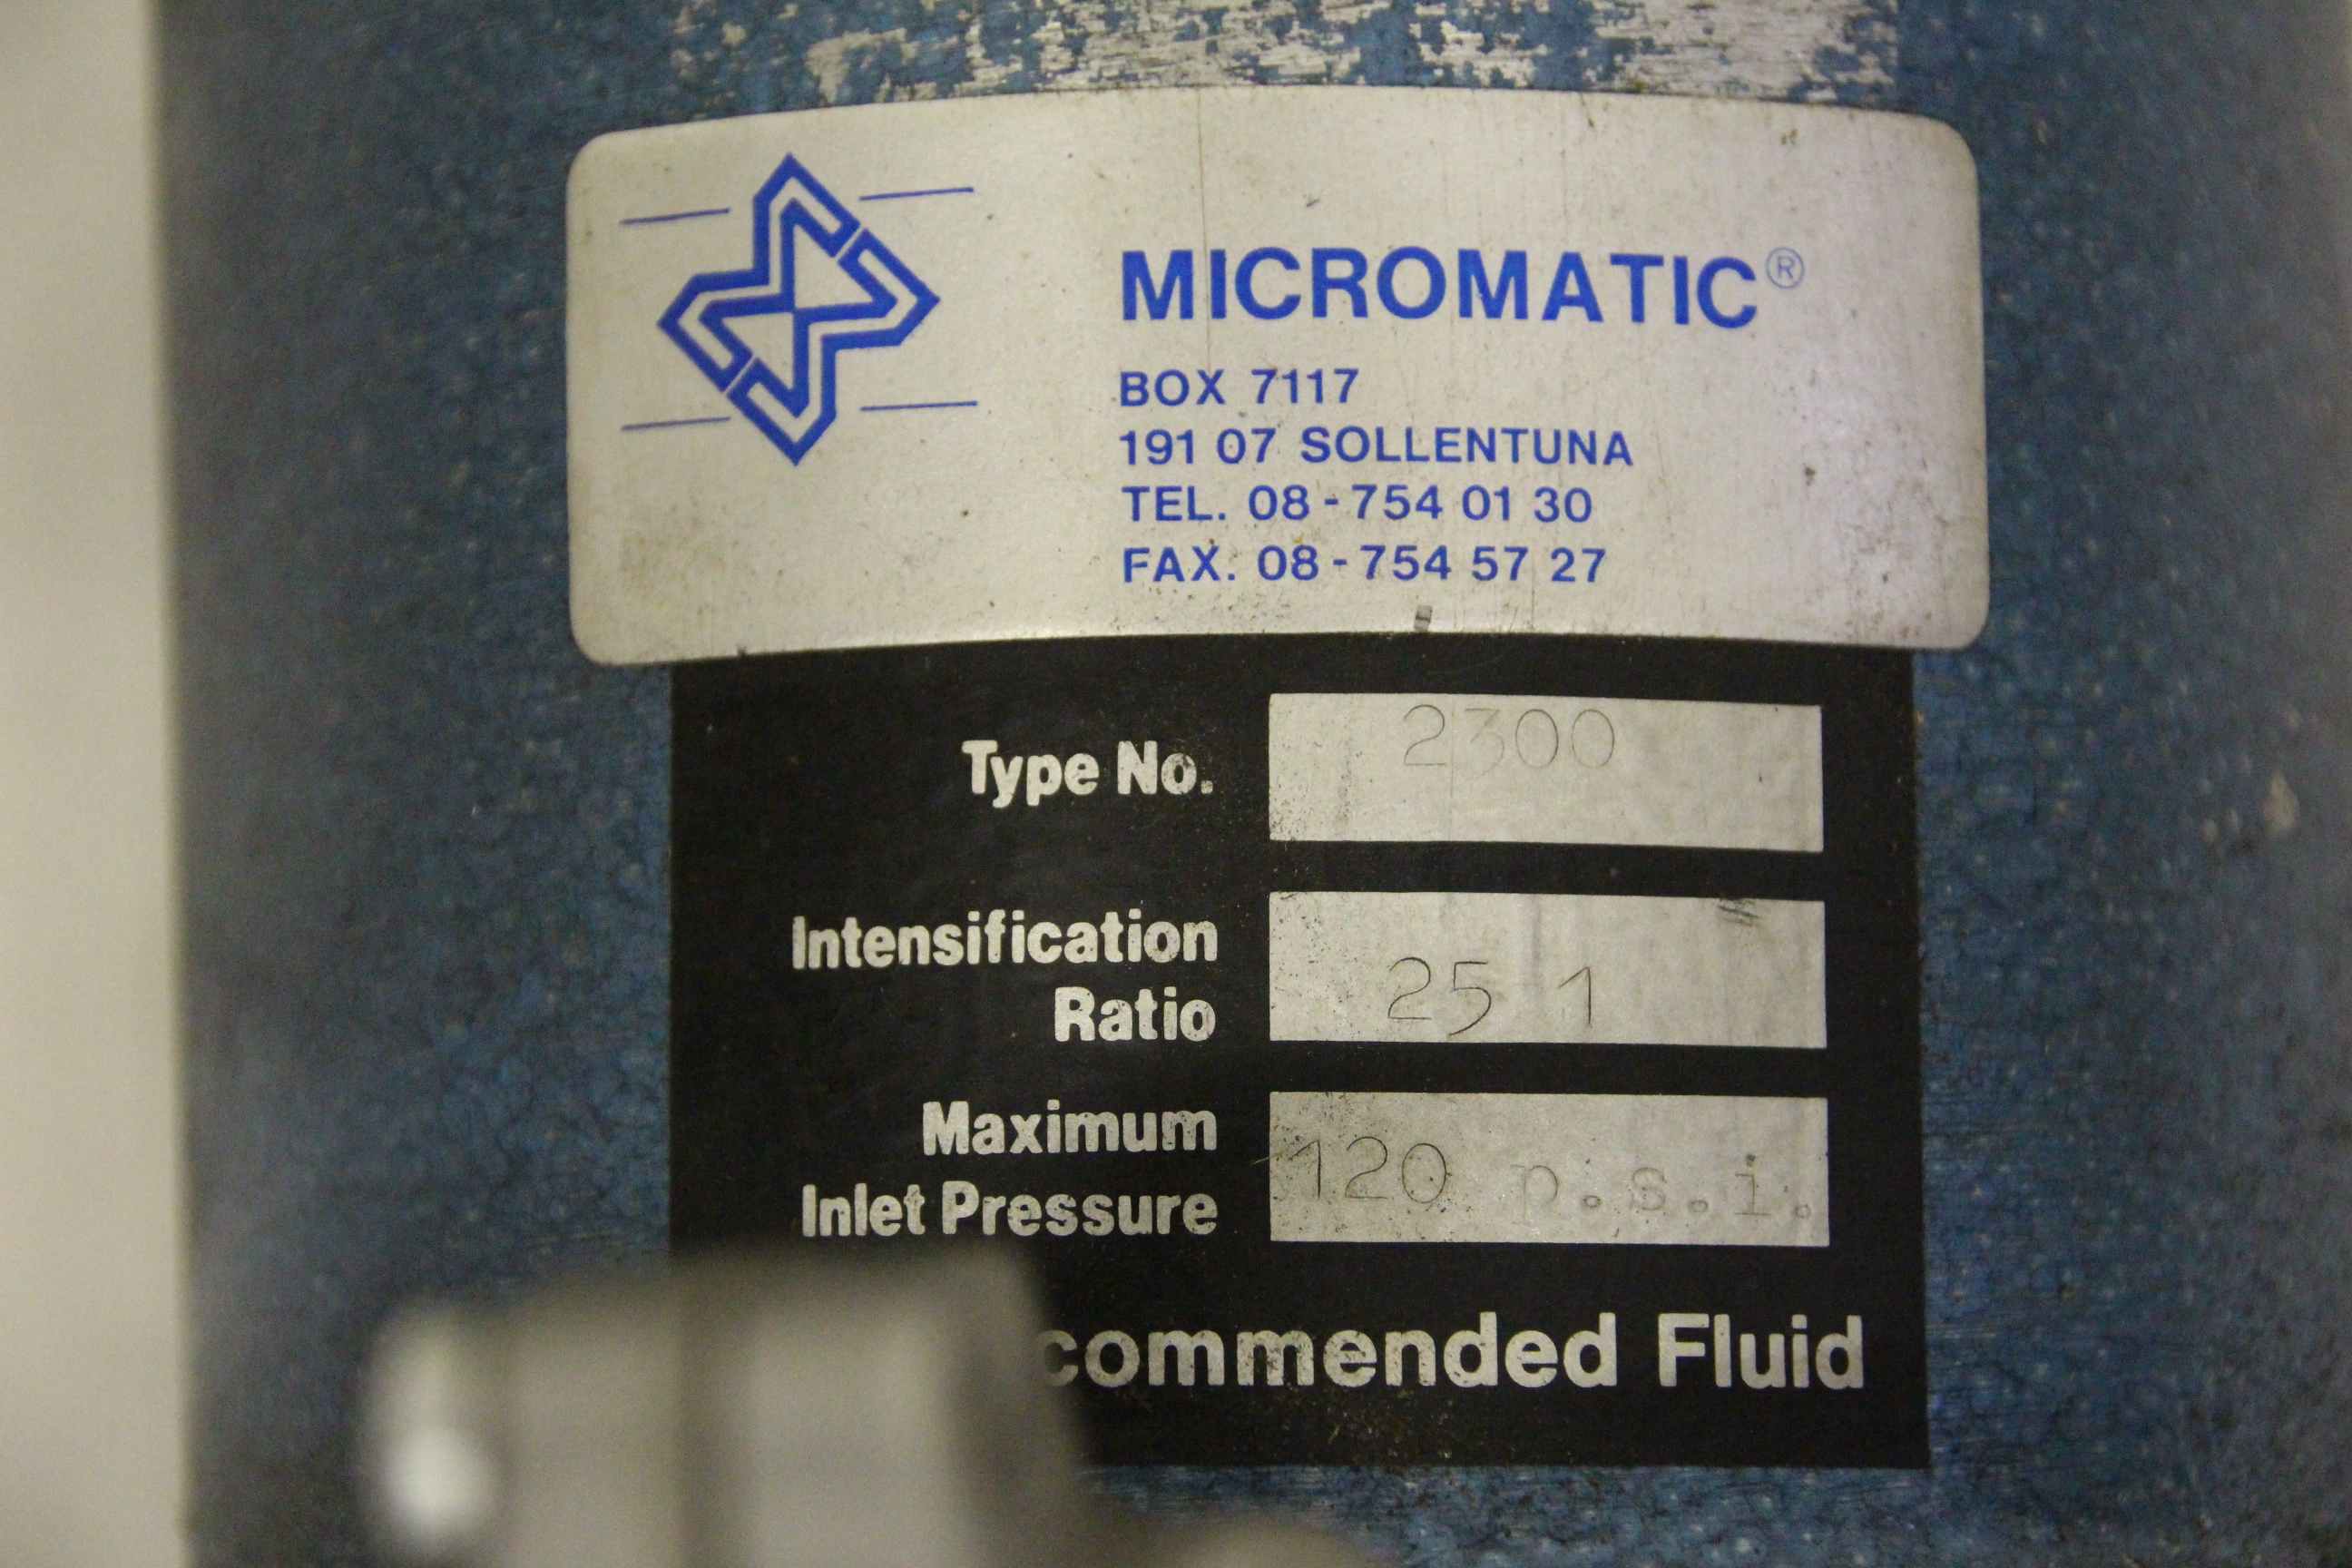 MICROMATIC®
BOX 7117
191 07 SOLLENTUNA
TEL. 08-754 01 30
FAX. 08-754 57 27
Type No. 2300
Intensification
Ratio 25 1
Maximum
Inlet Pressure 120 p.s.i.
commended Fluid